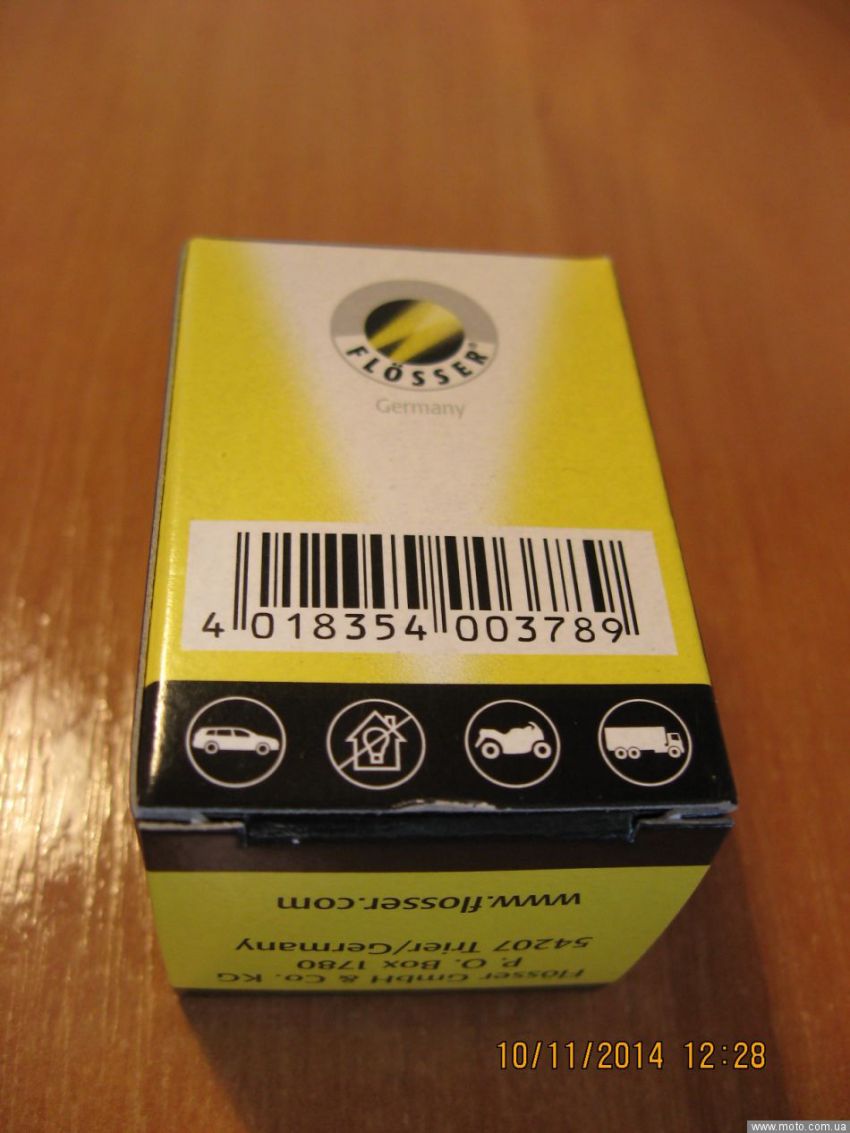 FLÖSSER®
Germany
4 018354 003789
www.flosser.com
54207 Trier/Germany
P. O. Box 1780
Flösser GmbH & Co. KG
10/11/2014 12:28
www.moto.com.ua